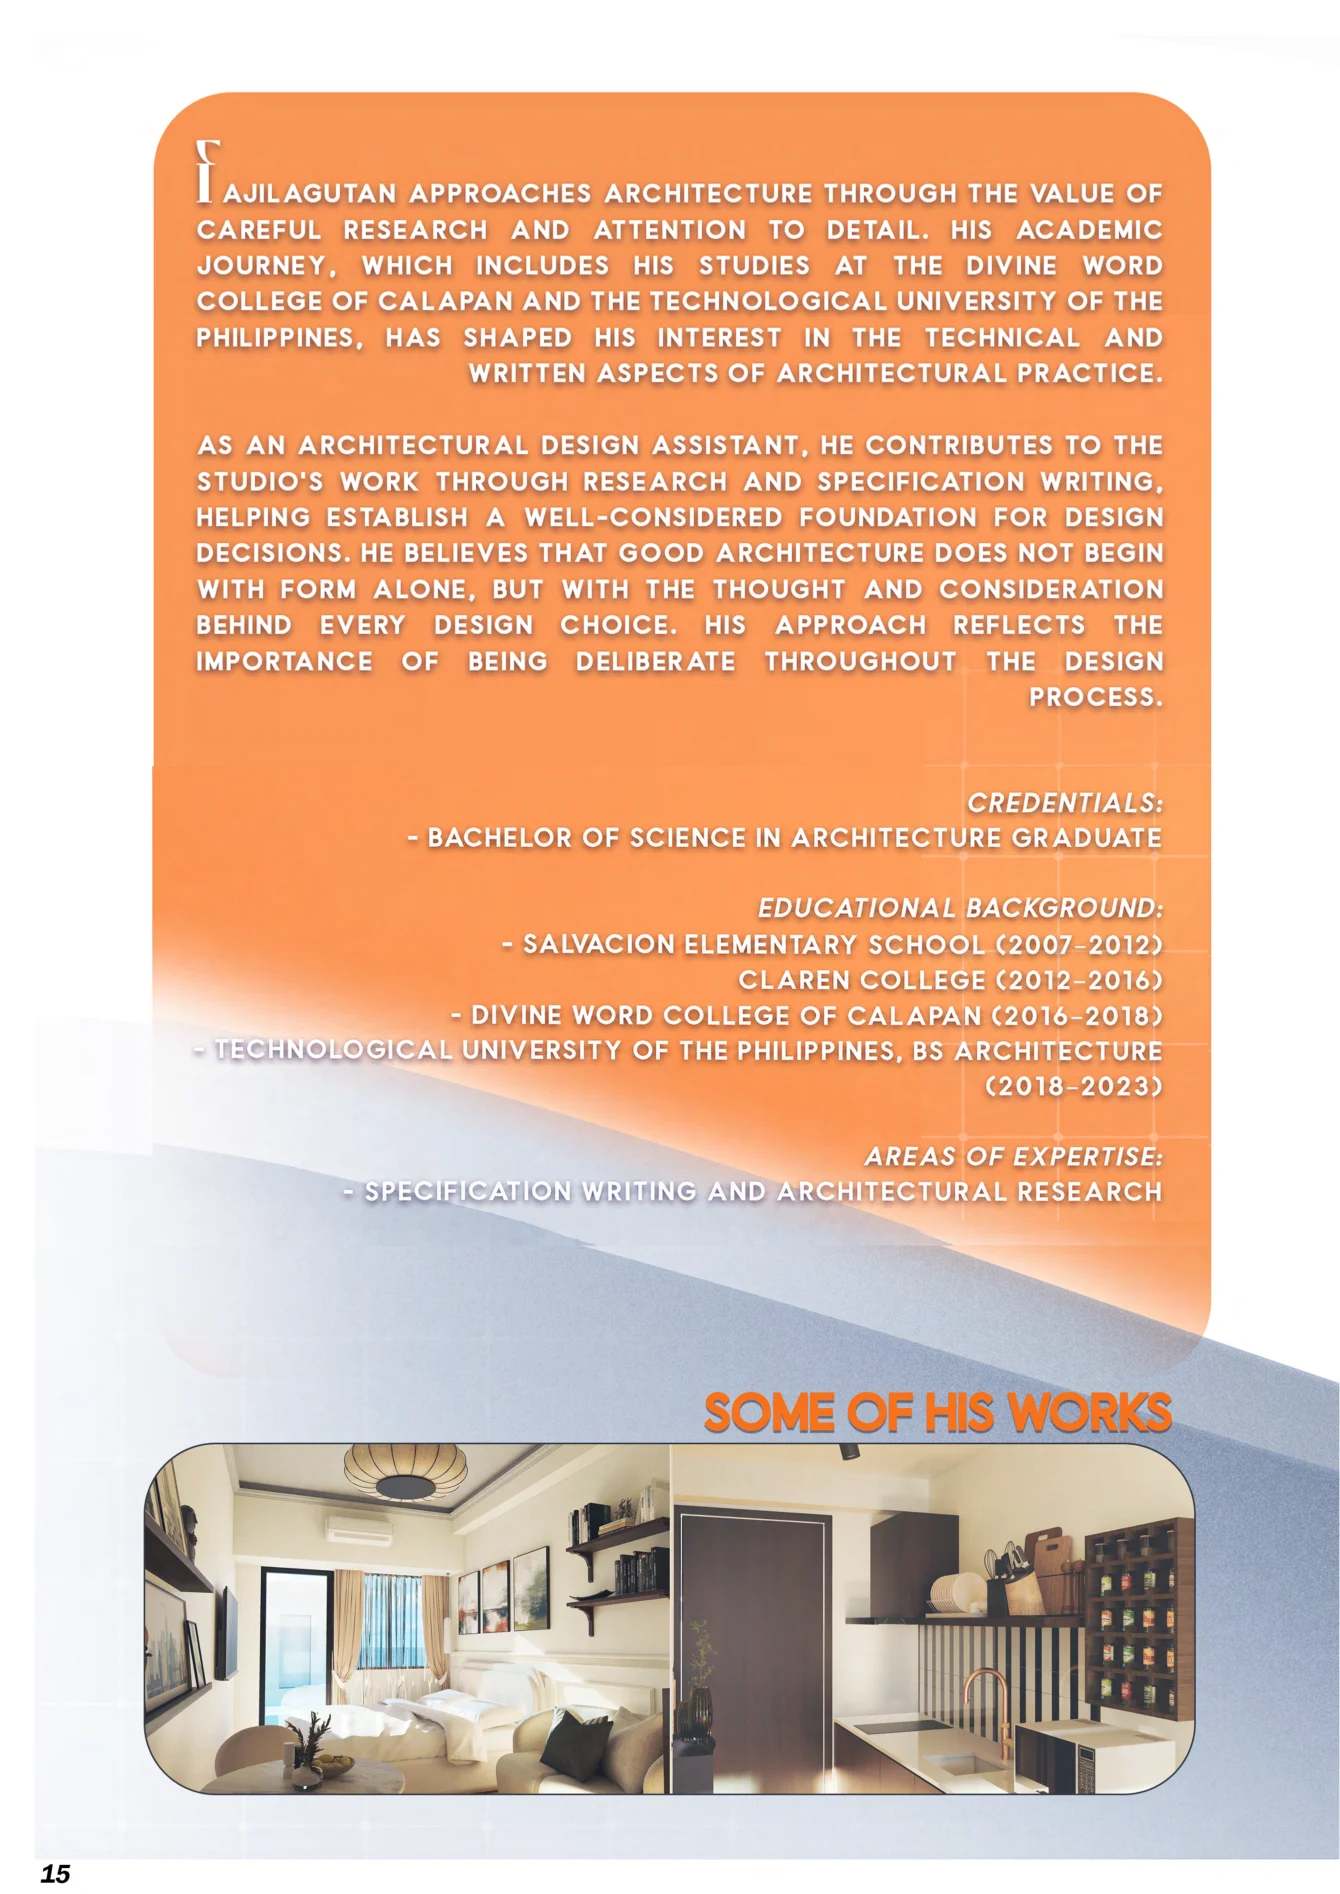 FAJILAGUTAN APPROACHES ARCHITECTURE THROUGH THE VALUE OF
CAREFUL RESEARCH AND ATTENTION TO DETAIL. HIS ACADEMIC
JOURNEY, WHICH INCLUDES HIS STUDIES AT THE DIVINE WORD
COLLEGE OF CALAPAN AND THE TECHNOLOGICAL UNIVERSITY OF THE
PHILIPPINES, HAS SHAPED HIS INTEREST IN THE TECHNICAL AND
WRITTEN ASPECTS OF ARCHITECTURAL PRACTICE.
AS AN ARCHITECTURAL DESIGN ASSISTANT, HE CONTRIBUTES TO THE
STUDIO'S WORK THROUGH RESEARCH AND SPECIFICATION WRITING,
HELPING ESTABLISH A WELL-CONSIDERED FOUNDATION FOR DESIGN
DECISIONS. HE BELIEVES THAT GOOD ARCHITECTURE DOES NOT BEGIN
WITH FORM ALONE, BUT WITH THE THOUGHT AND CONSIDERATION
BEHIND EVERY DESIGN CHOICE. HIS APPROACH REFLECTS THE
IMPORTANCE OF BEING DELIBERATE THROUGHOUT THE DESIGN
PROCESS.
CREDENTIALS:
- BACHELOR OF SCIENCE IN ARCHITECTURE GRADUATE
EDUCATIONAL BACKGROUND:
- SALVACION ELEMENTARY SCHOOL (2007–2012)
CLAREN COLLEGE (2012–2016)
- DIVINE WORD COLLEGE OF CALAPAN (2016–2018)
- TECHNOLOGICAL UNIVERSITY OF THE PHILIPPINES, BS ARCHITECTURE
(2018–2023)
AREAS OF EXPERTISE:
- SPECIFICATION WRITING AND ARCHITECTURAL RESEARCH
SOME OF HIS WORKS
15